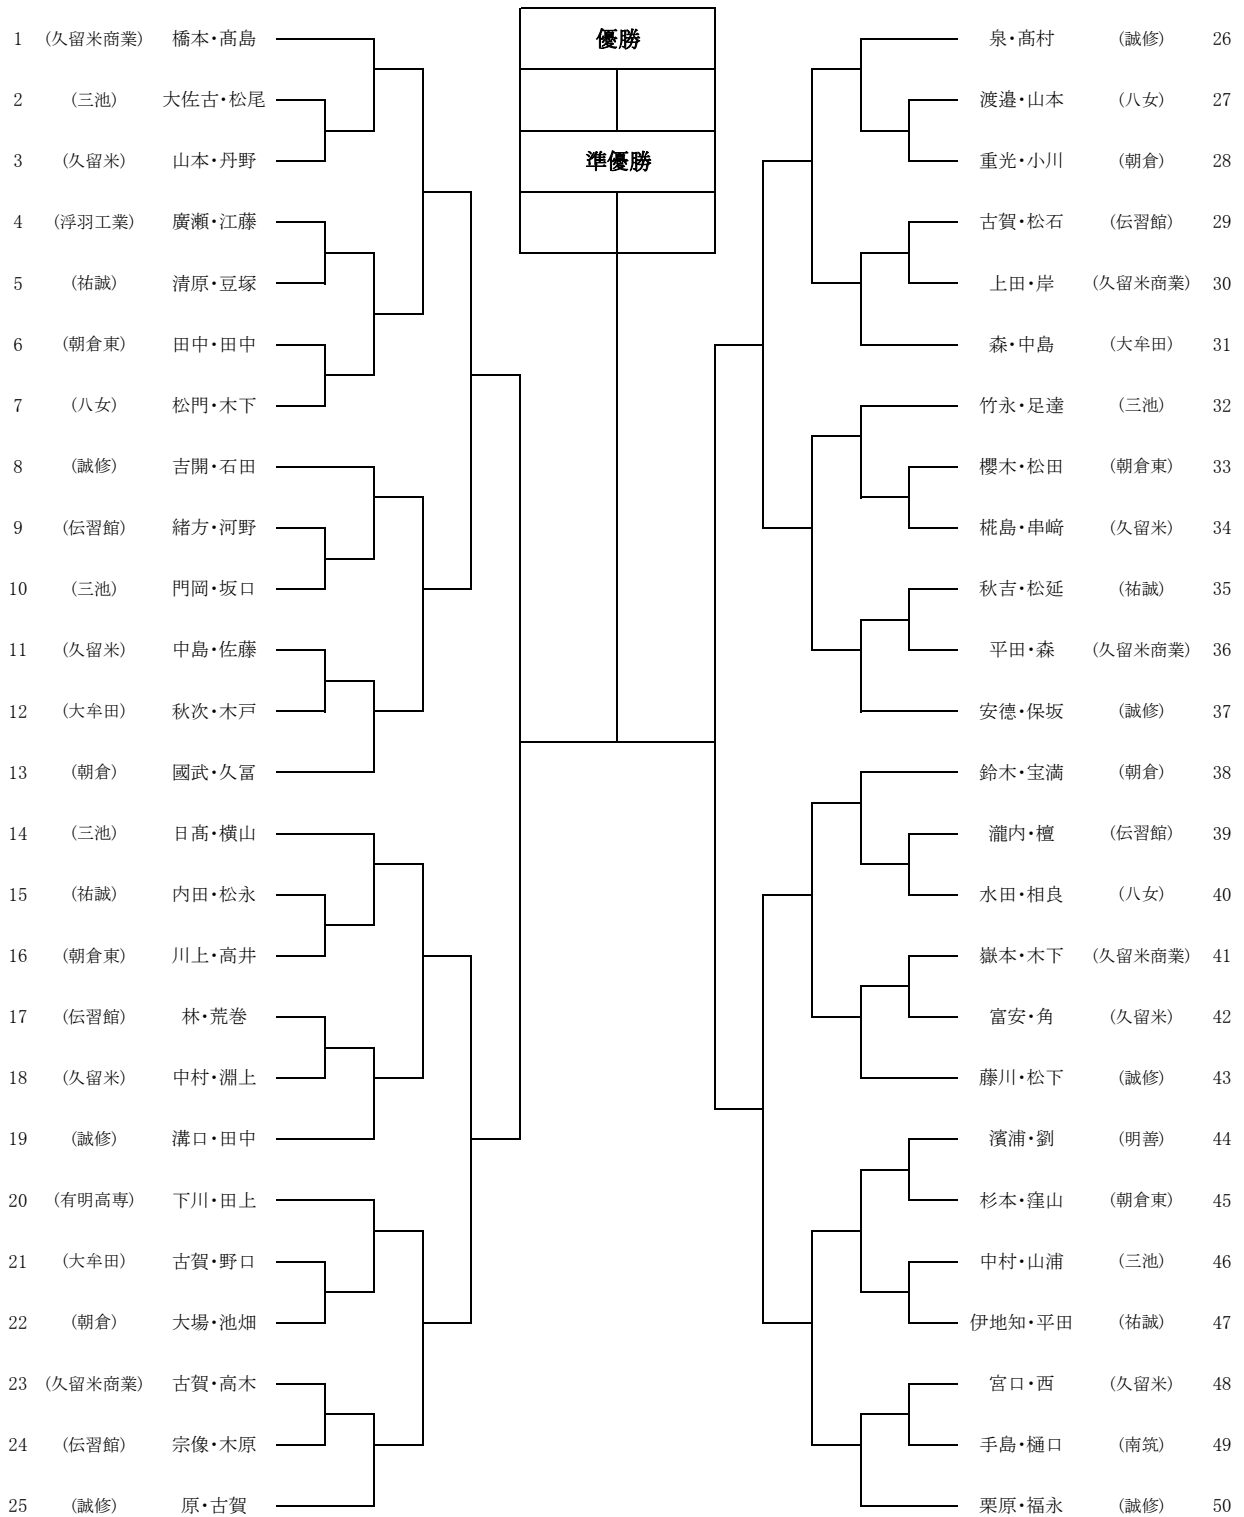 優勝
準優勝
1 (久留米商業) 橋本・髙島
2 (三池) 大佐古・松尾
3 (久留米) 山本・丹野
4 (浮羽工業) 廣瀬・江藤
5 (祐誠) 清原・豆塚
6 (朝倉東) 田中・田中
7 (八女) 松門・木下
8 (誠修) 吉開・石田
9 (伝習館) 緒方・河野
10 (三池) 門岡・坂口
11 (久留米) 中島・佐藤
12 (大牟田) 秋次・木戸
13 (朝倉) 國武・久冨
14 (三池) 日髙・横山
15 (祐誠) 内田・松永
16 (朝倉東) 川上・高井
17 (伝習館) 林・荒巻
18 (久留米) 中村・淵上
19 (誠修) 溝口・田中
20 (有明高専) 下川・田上
21 (大牟田) 古賀・野口
22 (朝倉) 大場・池畑
23 (久留米商業) 古賀・高木
24 (伝習館) 宗像・木原
25 (誠修) 原・古賀
泉・髙村 (誠修) 26
渡邉・山本 (八女) 27
重光・小川 (朝倉) 28
古賀・松石 (伝習館) 29
上田・岸 (久留米商業) 30
森・中島 (大牟田) 31
竹永・足達 (三池) 32
櫻木・松田 (朝倉東) 33
椛島・串﨑 (久留米) 34
秋吉・松延 (祐誠) 35
平田・森 (久留米商業) 36
安德・保坂 (誠修) 37
鈴木・宝満 (朝倉) 38
瀧内・檀 (伝習館) 39
水田・相良 (八女) 40
嶽本・木下 (久留米商業) 41
富安・角 (久留米) 42
藤川・松下 (誠修) 43
濱浦・劉 (明善) 44
杉本・窪山 (朝倉東) 45
中村・山浦 (三池) 46
伊地知・平田 (祐誠) 47
宮口・西 (久留米) 48
手島・樋口 (南筑) 49
栗原・福永 (誠修) 50